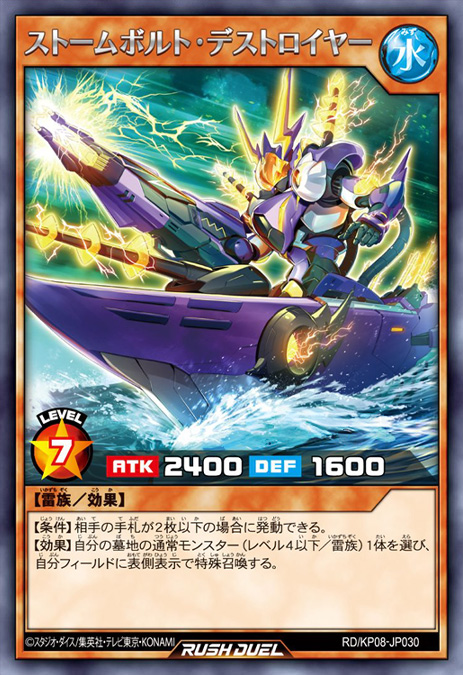 ストームボルト・デストロイヤー
水
LEVEL
7
ATK 2400 DEF 1600
【雷族／効果】
【条件】相手の手札が2枚以下の場合に発動できる。
【効果】自分の墓地の通常モンスター（レベル4以下／雷族）1体を選び、
自分フィールドに表側表示で特殊召喚する。
©スタジオ・ダイス/集英社・テレビ東京・KONAMI
RUSH DUEL
RD/KP08-JP030